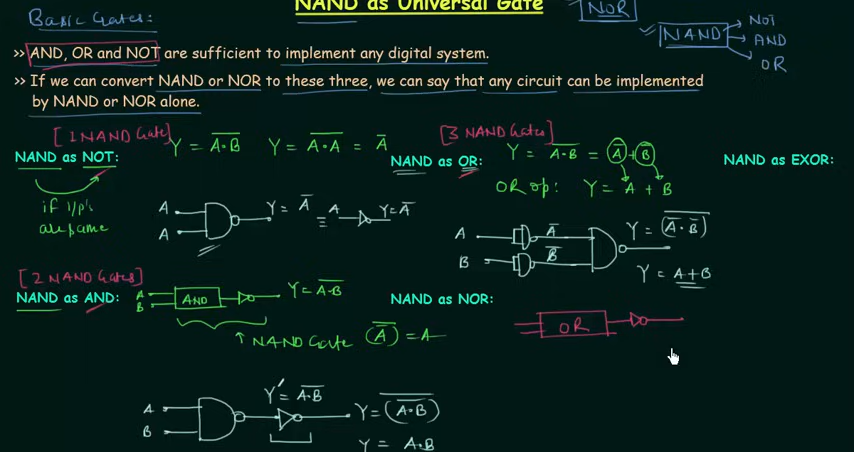 NAND as Universal Gate
Basic Gates:
NOR
NAND
NOT
AND
OR
» AND, OR and NOT are sufficient to implement any digital system.
» If we can convert NAND or NOR to these three, we can say that any circuit can be implemented
by NAND or NOR alone.
[1 NAND Gate]
NAND as NOT:
Y = A̅·̅B̅ Y = A̅·̅A̅ = A̅
if i/p's
are same
A
A
Y = A̅ ≡ A Y = A̅
[2 NAND Gates]
NAND as AND:
A
B
AND
Y = A̅·̅B̅
↑ NAND Gate (A̅̅) = A
A
B
Y' = A̅·̅B̅
Y = (A̅·̅B̅)̅
Y = A·B
[3 NAND Gates]
NAND as OR:
Y = A̅·̅B̅ = A̅ + B̅
OR op: Y = A + B
A
B
A̅
B̅
Y = (A̅·B̅)̅
Y = A+B
NAND as NOR:
OR
NAND as EXOR: